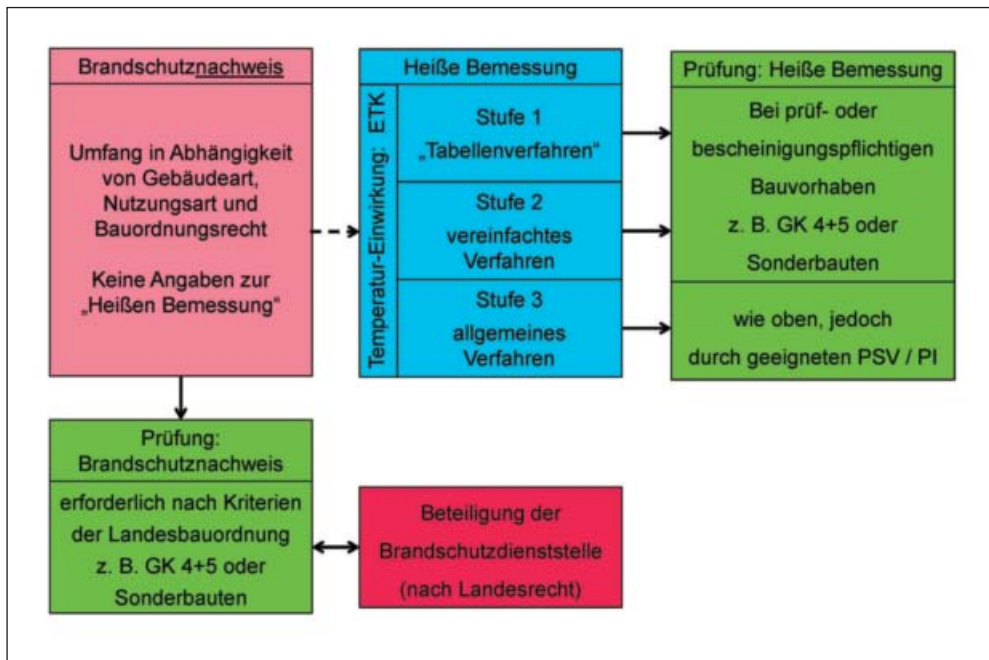 Brandschutznachweis
Umfang in Abhängigkeit
von Gebäudeart,
Nutzungsart und
Bauordnungsrecht
Keine Angaben zur
„Heißen Bemessung“
Heiße Bemessung
Temperatur-Einwirkung: ETK
Stufe 1
„Tabellenverfahren“
Stufe 2
vereinfachtes
Verfahren
Stufe 3
allgemeines
Verfahren
Prüfung: Heiße Bemessung
Bei prüf- oder
bescheinigungspflichtigen
Bauvorhaben
z. B. GK 4+5 oder
Sonderbauten
wie oben, jedoch
durch geeigneten PSV / PI
Prüfung:
Brandschutznachweis
erforderlich nach Kriterien
der Landesbauordnung
z. B. GK 4+5 oder
Sonderbauten
Beteiligung der
Brandschutzdienststelle
(nach Landesrecht)